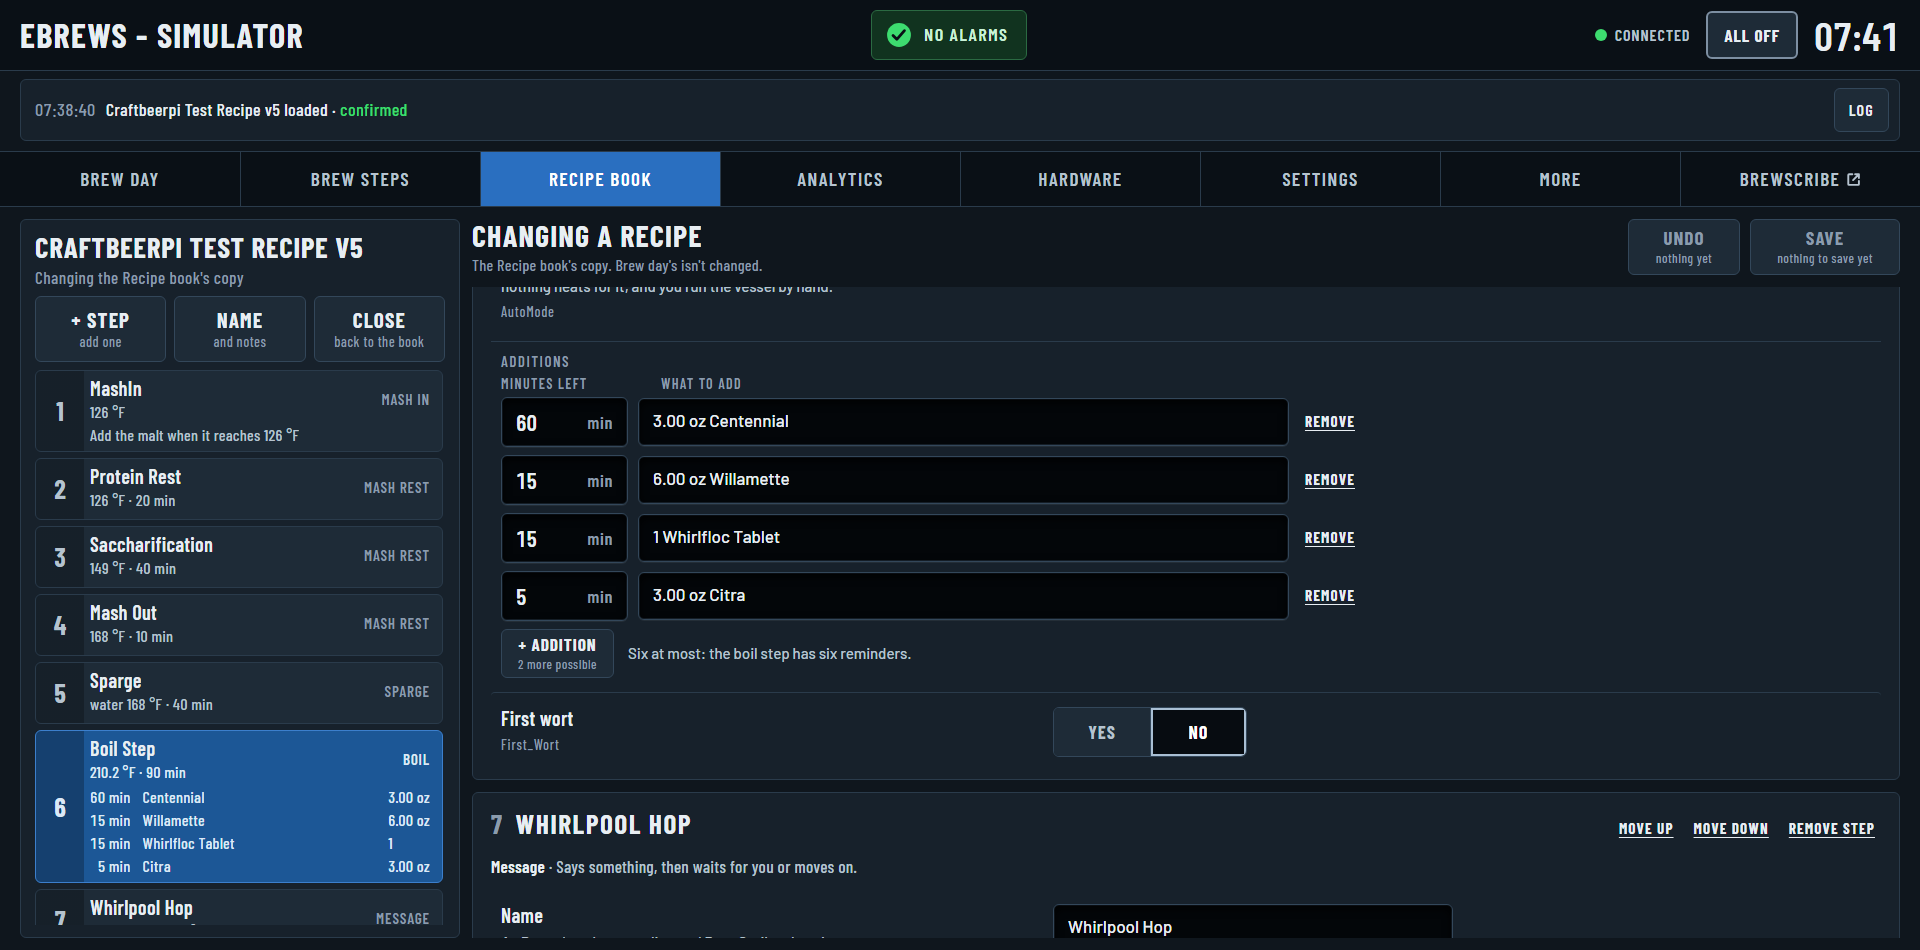 EBREWS - SIMULATOR
NO ALARMS
CONNECTED
ALL OFF
07:41
07:38:40 Craftbeerpi Test Recipe v5 loaded · confirmed
LOG
BREW DAY
BREW STEPS
RECIPE BOOK
ANALYTICS
HARDWARE
SETTINGS
MORE
BREWSCRIBE
CRAFTBEERPI TEST RECIPE V5
Changing the Recipe book's copy
+ STEP
add one
NAME
and notes
CLOSE
back to the book
1 MashIn MASH IN
126 °F
Add the malt when it reaches 126 °F
2 Protein Rest MASH REST
126 °F · 20 min
3 Saccharification MASH REST
149 °F · 40 min
4 Mash Out MASH REST
168 °F · 10 min
5 Sparge SPARGE
water 168 °F · 40 min
6 Boil Step BOIL
210.2 °F · 90 min
60 min Centennial 3.00 oz
15 min Willamette 6.00 oz
15 min Whirlfloc Tablet 1
5 min Citra 3.00 oz
7 Whirlpool Hop MESSAGE
CHANGING A RECIPE
The Recipe book's copy. Brew day's isn't changed.
UNDO
nothing yet
SAVE
nothing to save yet
nothing heats for it, and you run the vessel by hand.
AutoMode
ADDITIONS
MINUTES LEFT WHAT TO ADD
60 min 3.00 oz Centennial REMOVE
15 min 6.00 oz Willamette REMOVE
15 min 1 Whirlfloc Tablet REMOVE
5 min 3.00 oz Citra REMOVE
+ ADDITION
2 more possible
Six at most: the boil step has six reminders.
First wort
First_Wort
YES
NO
7 WHIRLPOOL HOP
MOVE UP MOVE DOWN REMOVE STEP
Message · Says something, then waits for you or moves on.
Name
Whirlpool Hop